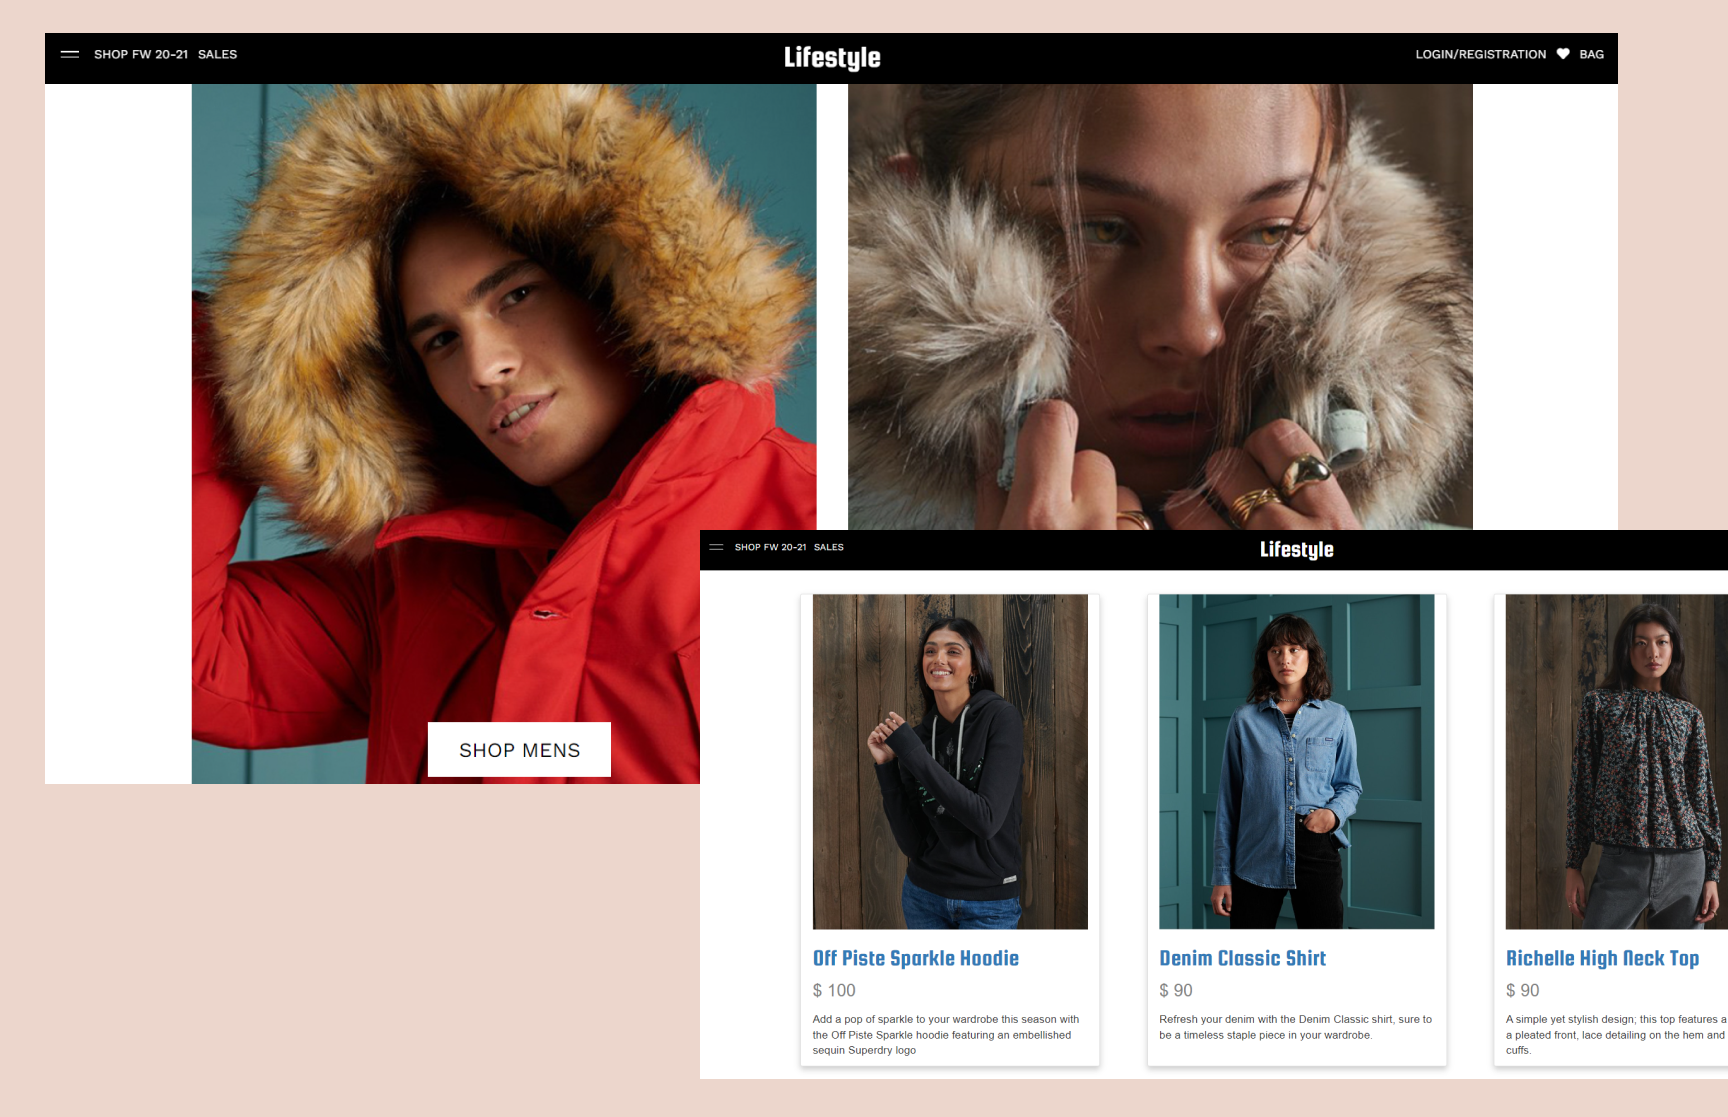 SHOP FW 20-21 SALES
Lifestyle
LOGIN/REGISTRATION BAG
SHOP MENS
SHOP FW 20-21 SALES
Lifestyle
Off Piste Sparkle Hoodie
$ 100
Add a pop of sparkle to your wardrobe this season with
the Off Piste Sparkle hoodie featuring an embellished
sequin Superdry logo
Denim Classic Shirt
$ 90
Refresh your denim with the Denim Classic shirt, sure to
be a timeless staple piece in your wardrobe.
Richelle High Neck Top
$ 90
A simple yet stylish design; this top features a
a pleated front, lace detailing on the hem and
cuffs.